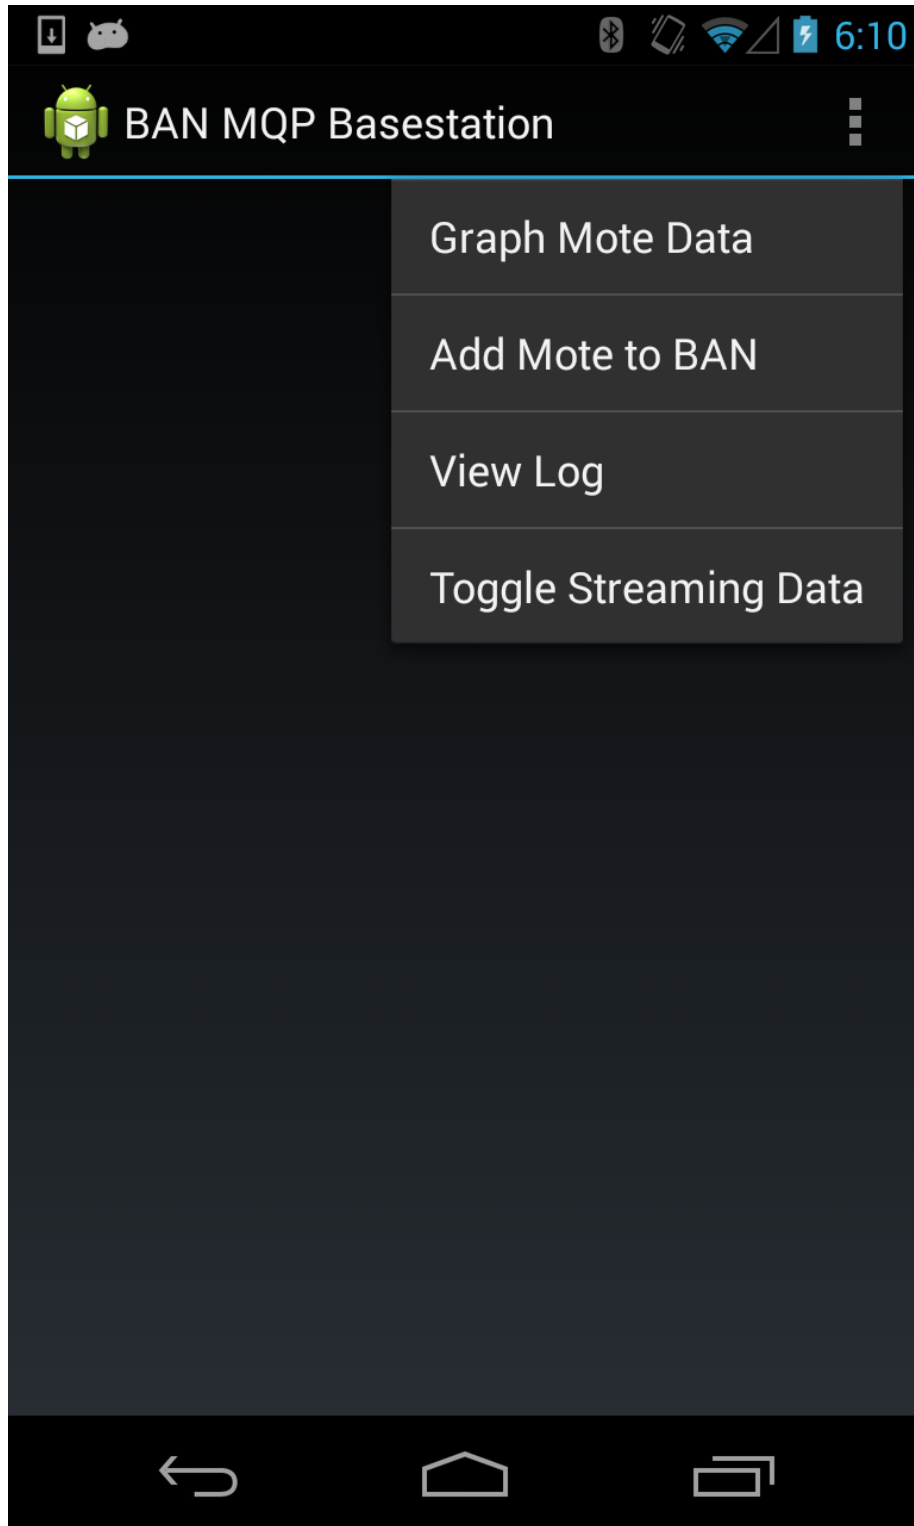 6:10
BAN MQP Basestation
Graph Mote Data
Add Mote to BAN
View Log
Toggle Streaming Data